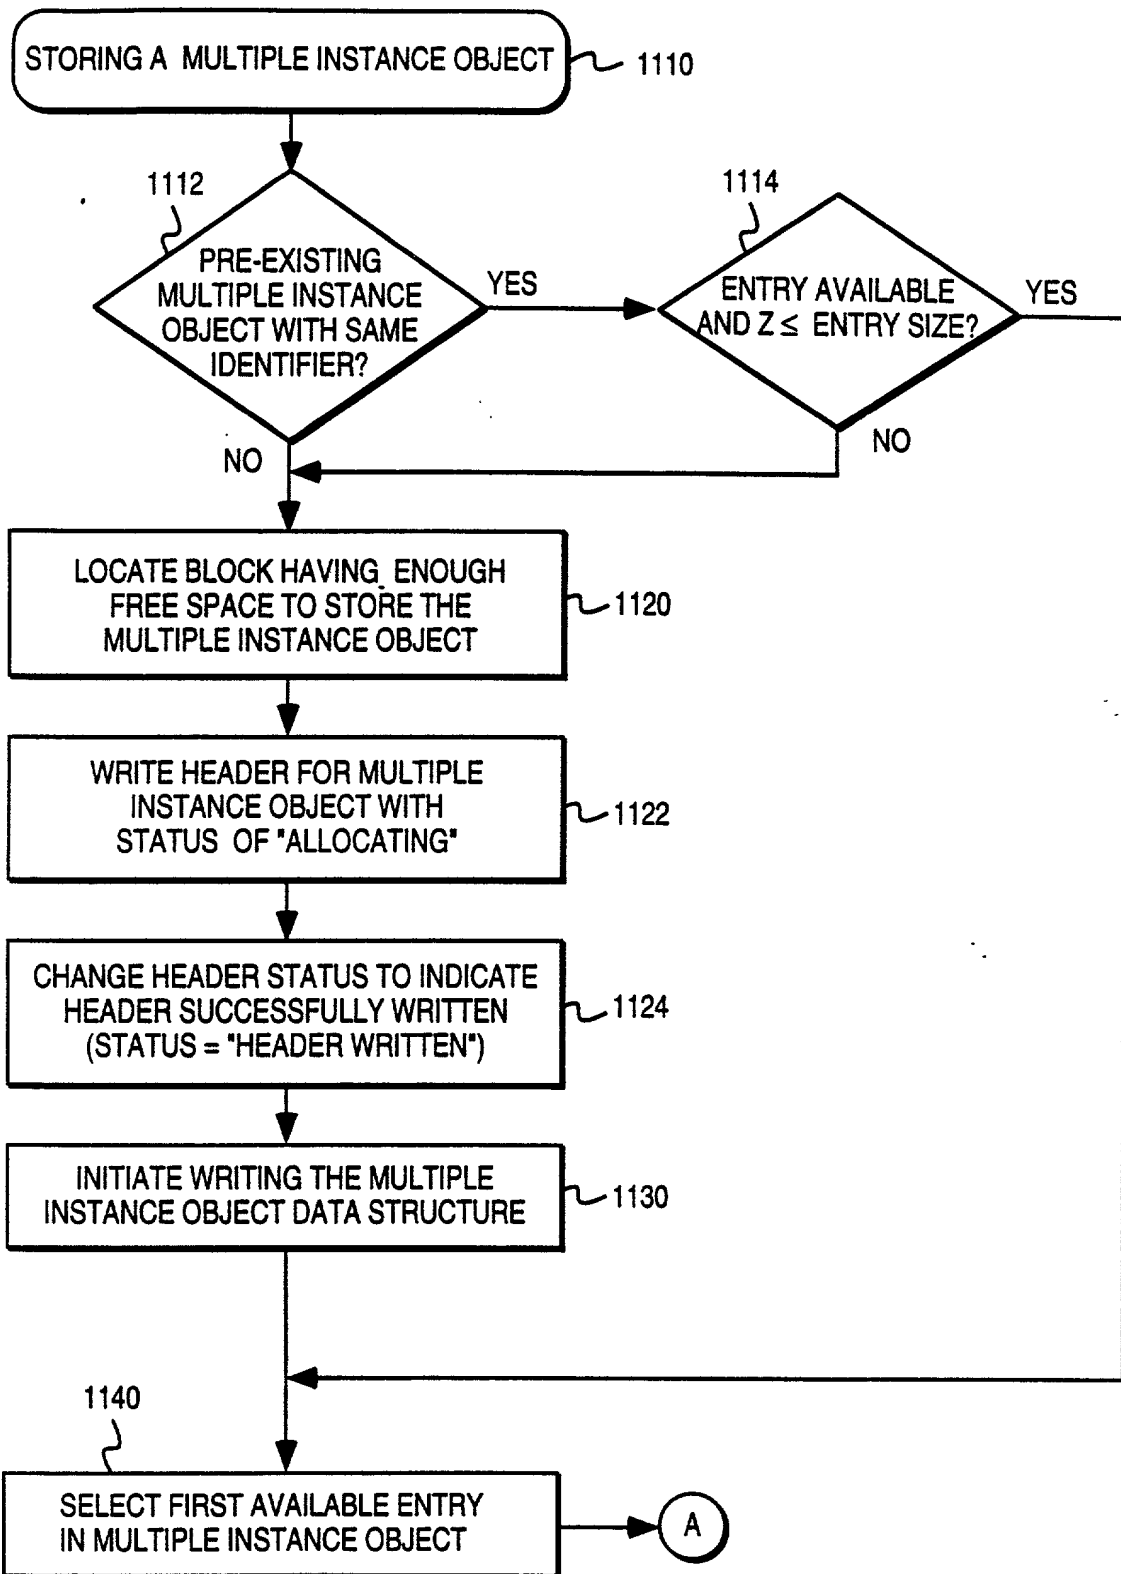 STORING A MULTIPLE INSTANCE OBJECT
1110
1112
PRE-EXISTING
MULTIPLE INSTANCE
OBJECT WITH SAME
IDENTIFIER?
YES
NO
1114
ENTRY AVAILABLE
AND Z ≤ ENTRY SIZE?
YES
NO
LOCATE BLOCK HAVING ENOUGH
FREE SPACE TO STORE THE
MULTIPLE INSTANCE OBJECT
1120
WRITE HEADER FOR MULTIPLE
INSTANCE OBJECT WITH
STATUS OF "ALLOCATING"
1122
CHANGE HEADER STATUS TO INDICATE
HEADER SUCCESSFULLY WRITTEN
(STATUS = "HEADER WRITTEN")
1124
INITIATE WRITING THE MULTIPLE
INSTANCE OBJECT DATA STRUCTURE
1130
1140
SELECT FIRST AVAILABLE ENTRY
IN MULTIPLE INSTANCE OBJECT
A